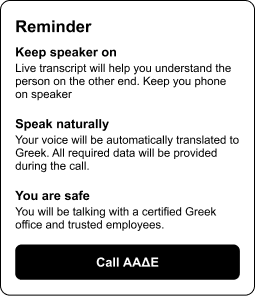 Reminder
Keep speaker on
Live transcript will help you understand the
person on the other end. Keep you phone
on speaker
Speak naturally
Your voice will be automatically translated to
Greek. All required data will be provided
during the call.
You are safe
You will be talking with a certified Greek
office and trusted employees.
Call ΑΑΔΕ